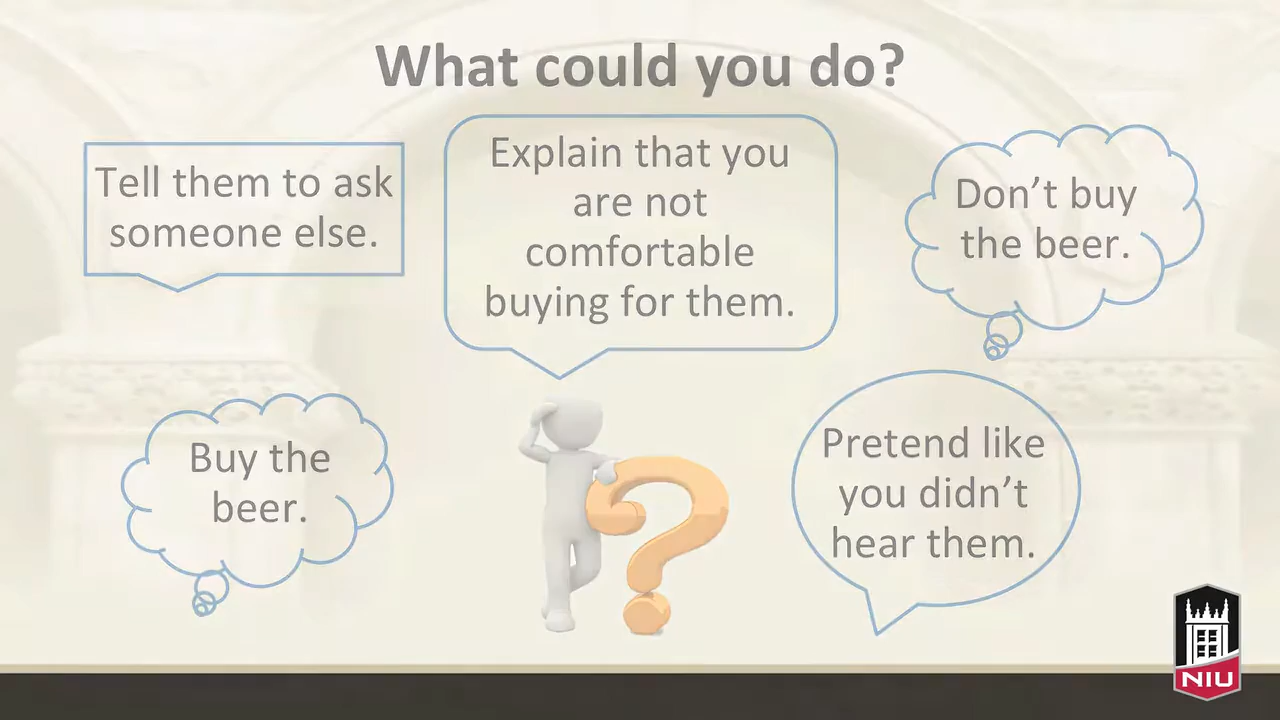 What could you do?
Tell them to ask
someone else.
Explain that you
are not
comfortable
buying for them.
Don't buy
the beer.
Buy the
beer.
Pretend like
you didn't
hear them.
NIU